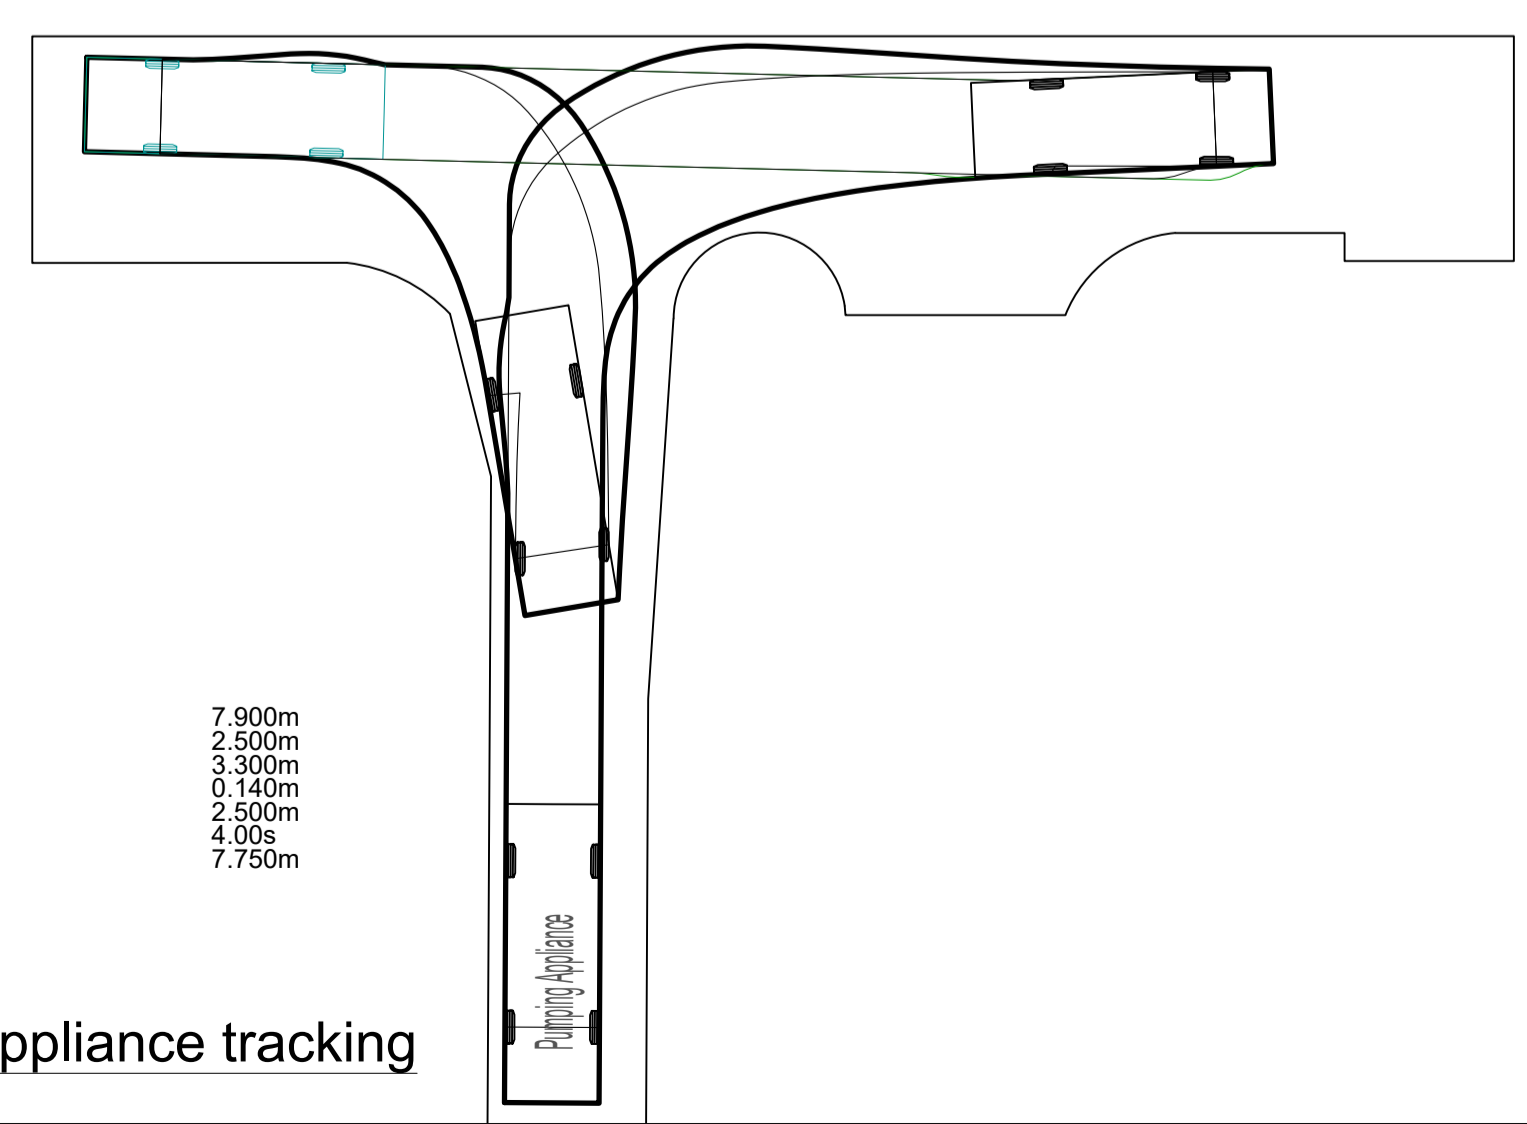 7.900m
2.500m
3.300m
0.140m
2.500m
4.00s
7.750m
Pumping Appliance
ppliance tracking